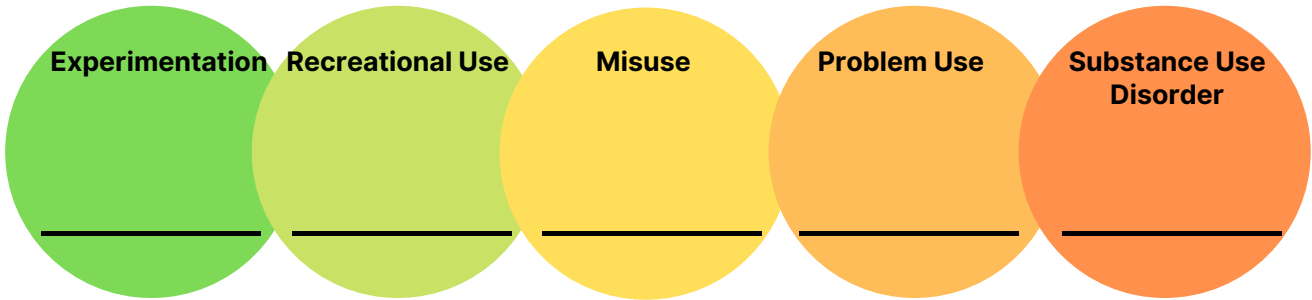 Experimentation
Recreational Use
Misuse
Problem Use
Substance Use
Disorder